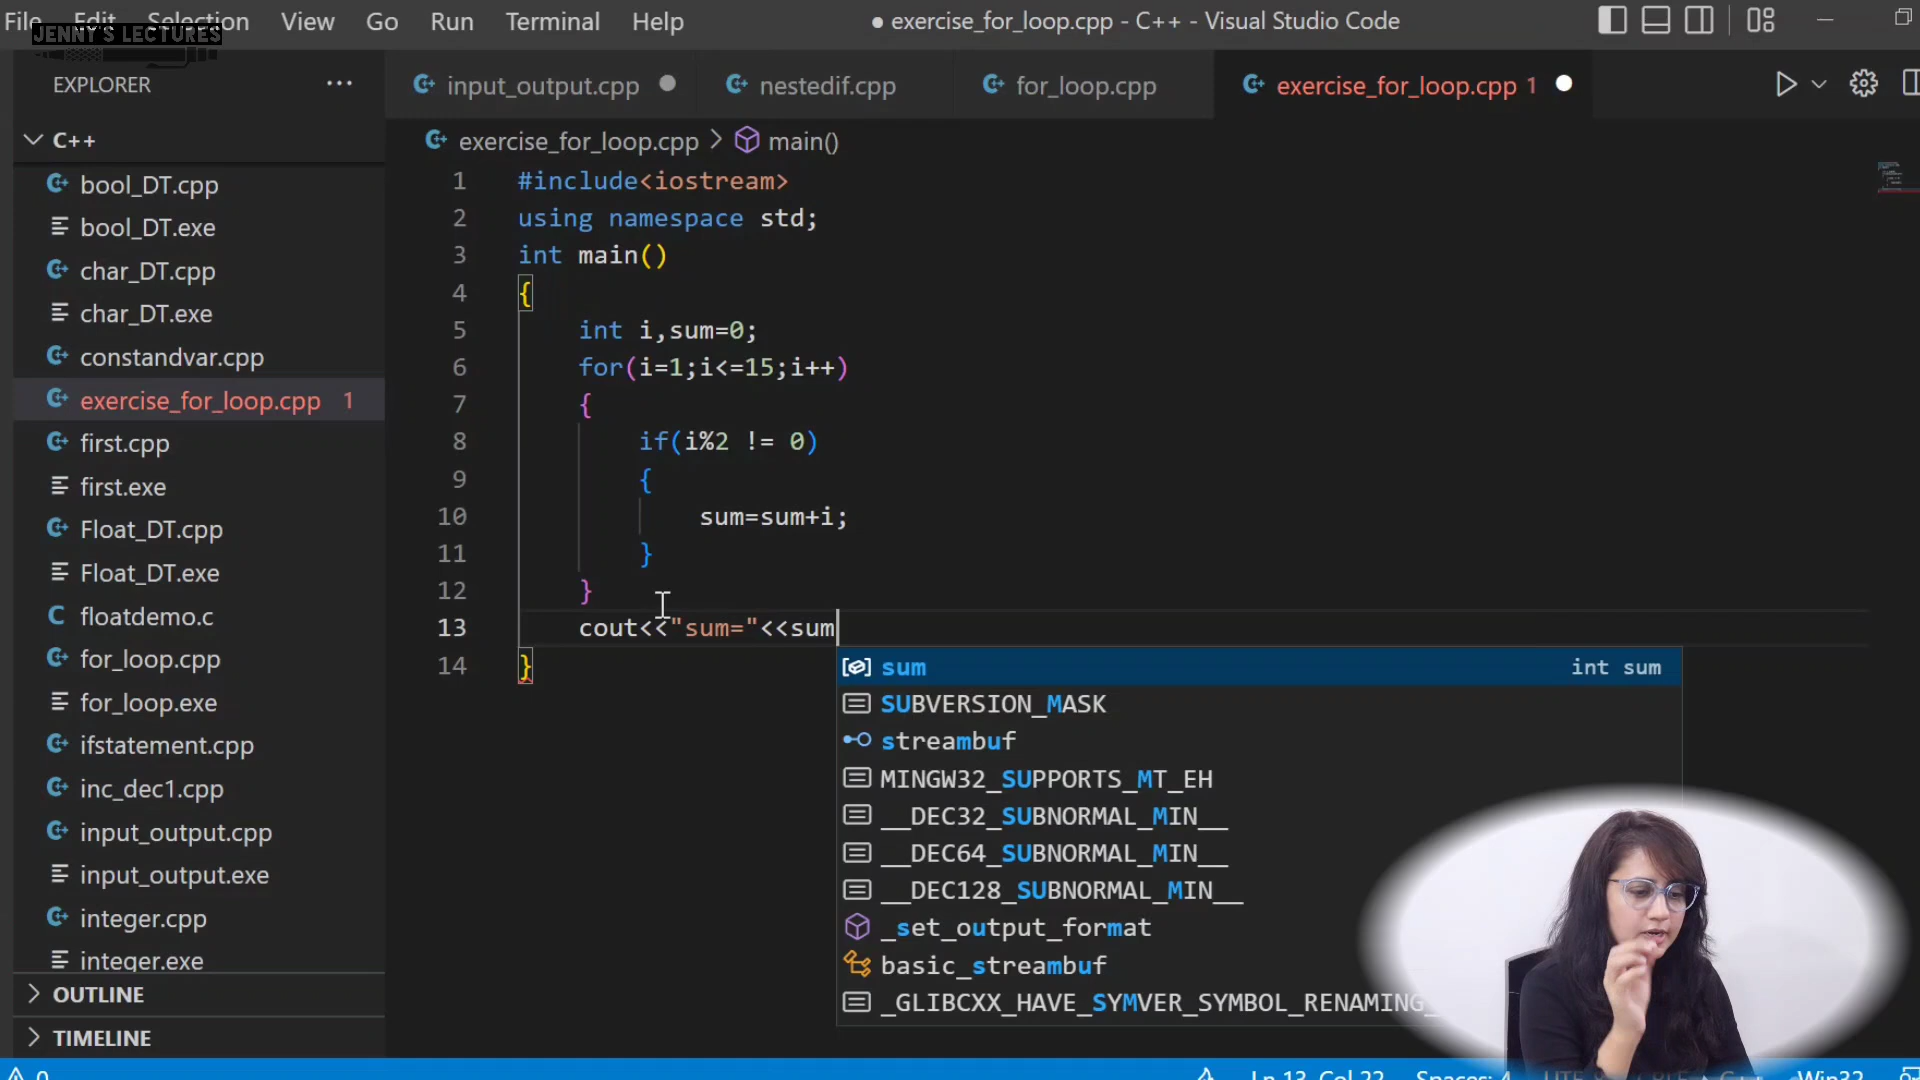 File Edit Selection View Go Run Terminal Help
● exercise_for_loop.cpp - C++ - Visual Studio Code
JENNY'S LECTURES
EXPLORER
input_output.cpp
nestedif.cpp
for_loop.cpp
exercise_for_loop.cpp 1
C++
exercise_for_loop.cpp > main()
bool_DT.cpp
bool_DT.exe
char_DT.cpp
char_DT.exe
constandvar.cpp
exercise_for_loop.cpp 1
first.cpp
first.exe
Float_DT.cpp
Float_DT.exe
floatdemo.c
for_loop.cpp
for_loop.exe
ifstatement.cpp
inc_dec1.cpp
input_output.cpp
input_output.exe
integer.cpp
integer.exe
OUTLINE
TIMELINE
1 #include<iostream>
2 using namespace std;
3 int main()
4 {
5 int i,sum=0;
6 for(i=1;i<=15;i++)
7 {
8 if(i%2 != 0)
9 {
10 sum=sum+i;
11 }
12 }
13 cout<<"sum="<<sum
14 }
sum int sum
SUBVERSION_MASK
streambuf
MINGW32_SUPPORTS_MT_EH
__DEC32_SUBNORMAL_MIN__
__DEC64_SUBNORMAL_MIN__
__DEC128_SUBNORMAL_MIN__
_set_output_format
basic_streambuf
_GLIBCXX_HAVE_SYMVER_SYMBOL_RENAMING_
0 Ln 13, Col 22 Spaces: 4 Win32